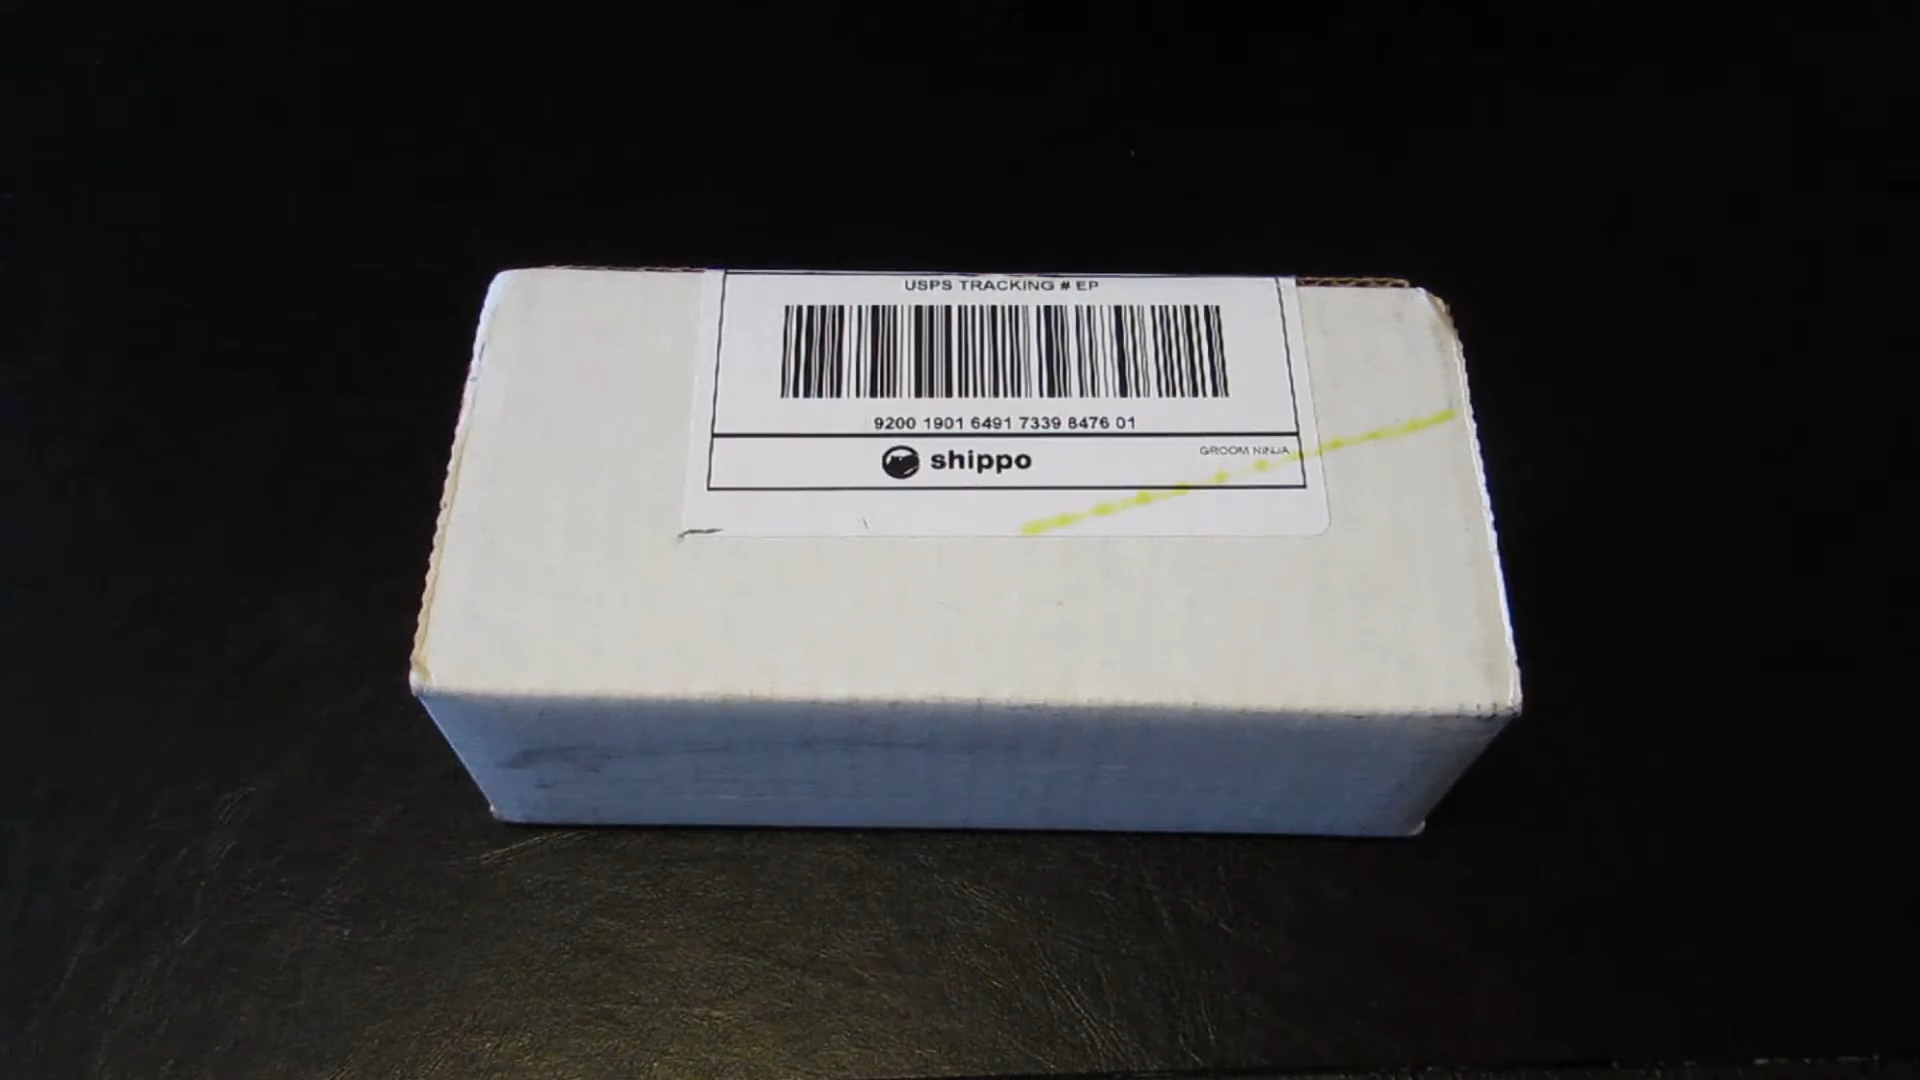 USPS TRACKING # EP
9200 1901 6491 7339 8476 01
shippo
GROOM NINJA